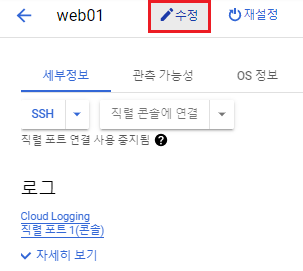 web01 수정 재설정
세부정보 관측 가능성 OS 정보
SSH 직렬 콘솔에 연결
직렬 포트 연결 사용 중지됨
로그
Cloud Logging
직렬 포트 1(콘솔)
자세히 보기